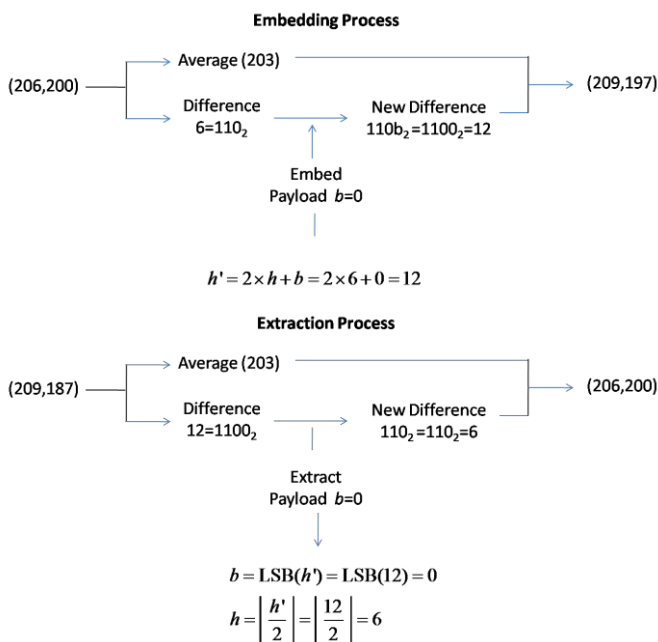 Embedding Process
Average (203)
(206,200)
(209,197)
Difference
6=110₂
New Difference
110b₂=1100₂=12
Embed
Payload b=0
h' = 2×h+b = 2×6+0 = 12
Extraction Process
Average (203)
(209,187)
(206,200)
Difference
12=1100₂
New Difference
110₂=110₂=6
Extract
Payload b=0
b = LSB(h') = LSB(12) = 0
h = |h'/2| = |12/2| = 6